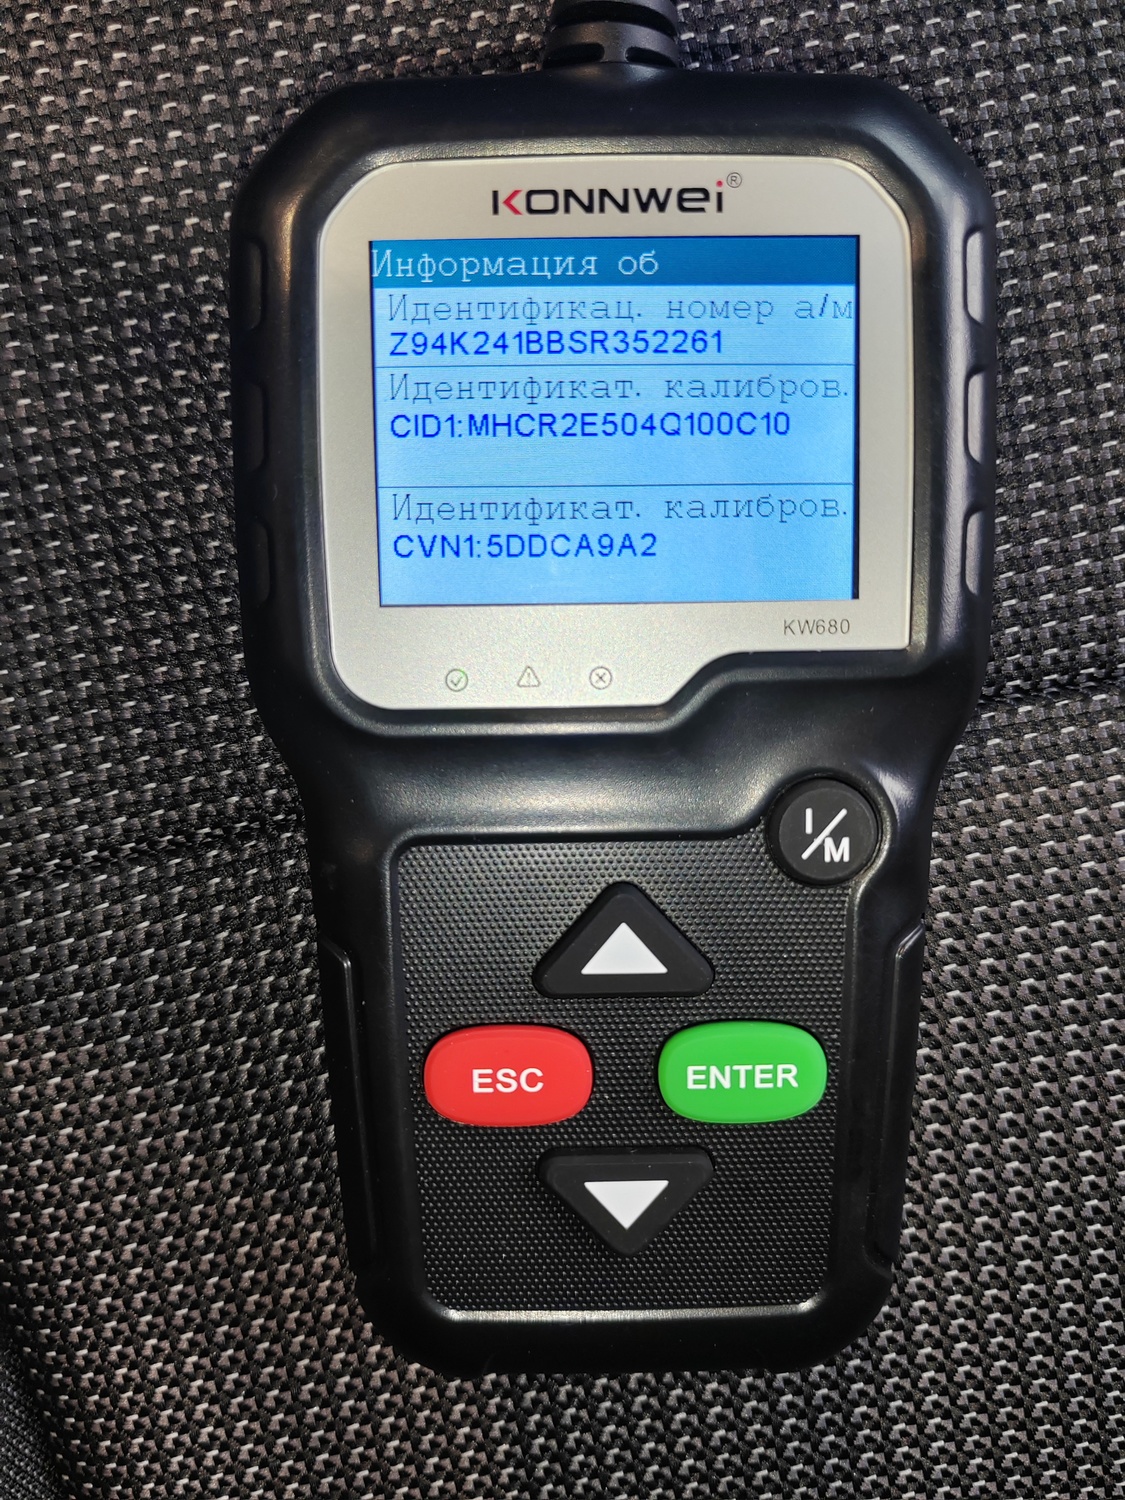 KONNWEI®
Информация об
Идентификац. номер а/м
Z94K241BBSR352261
Идентификат. калибров.
CID1:MHCR2E504Q100C10
Идентификат. калибров.
CVN1:5DDCA9A2
KW680
I/M
ESC
ENTER